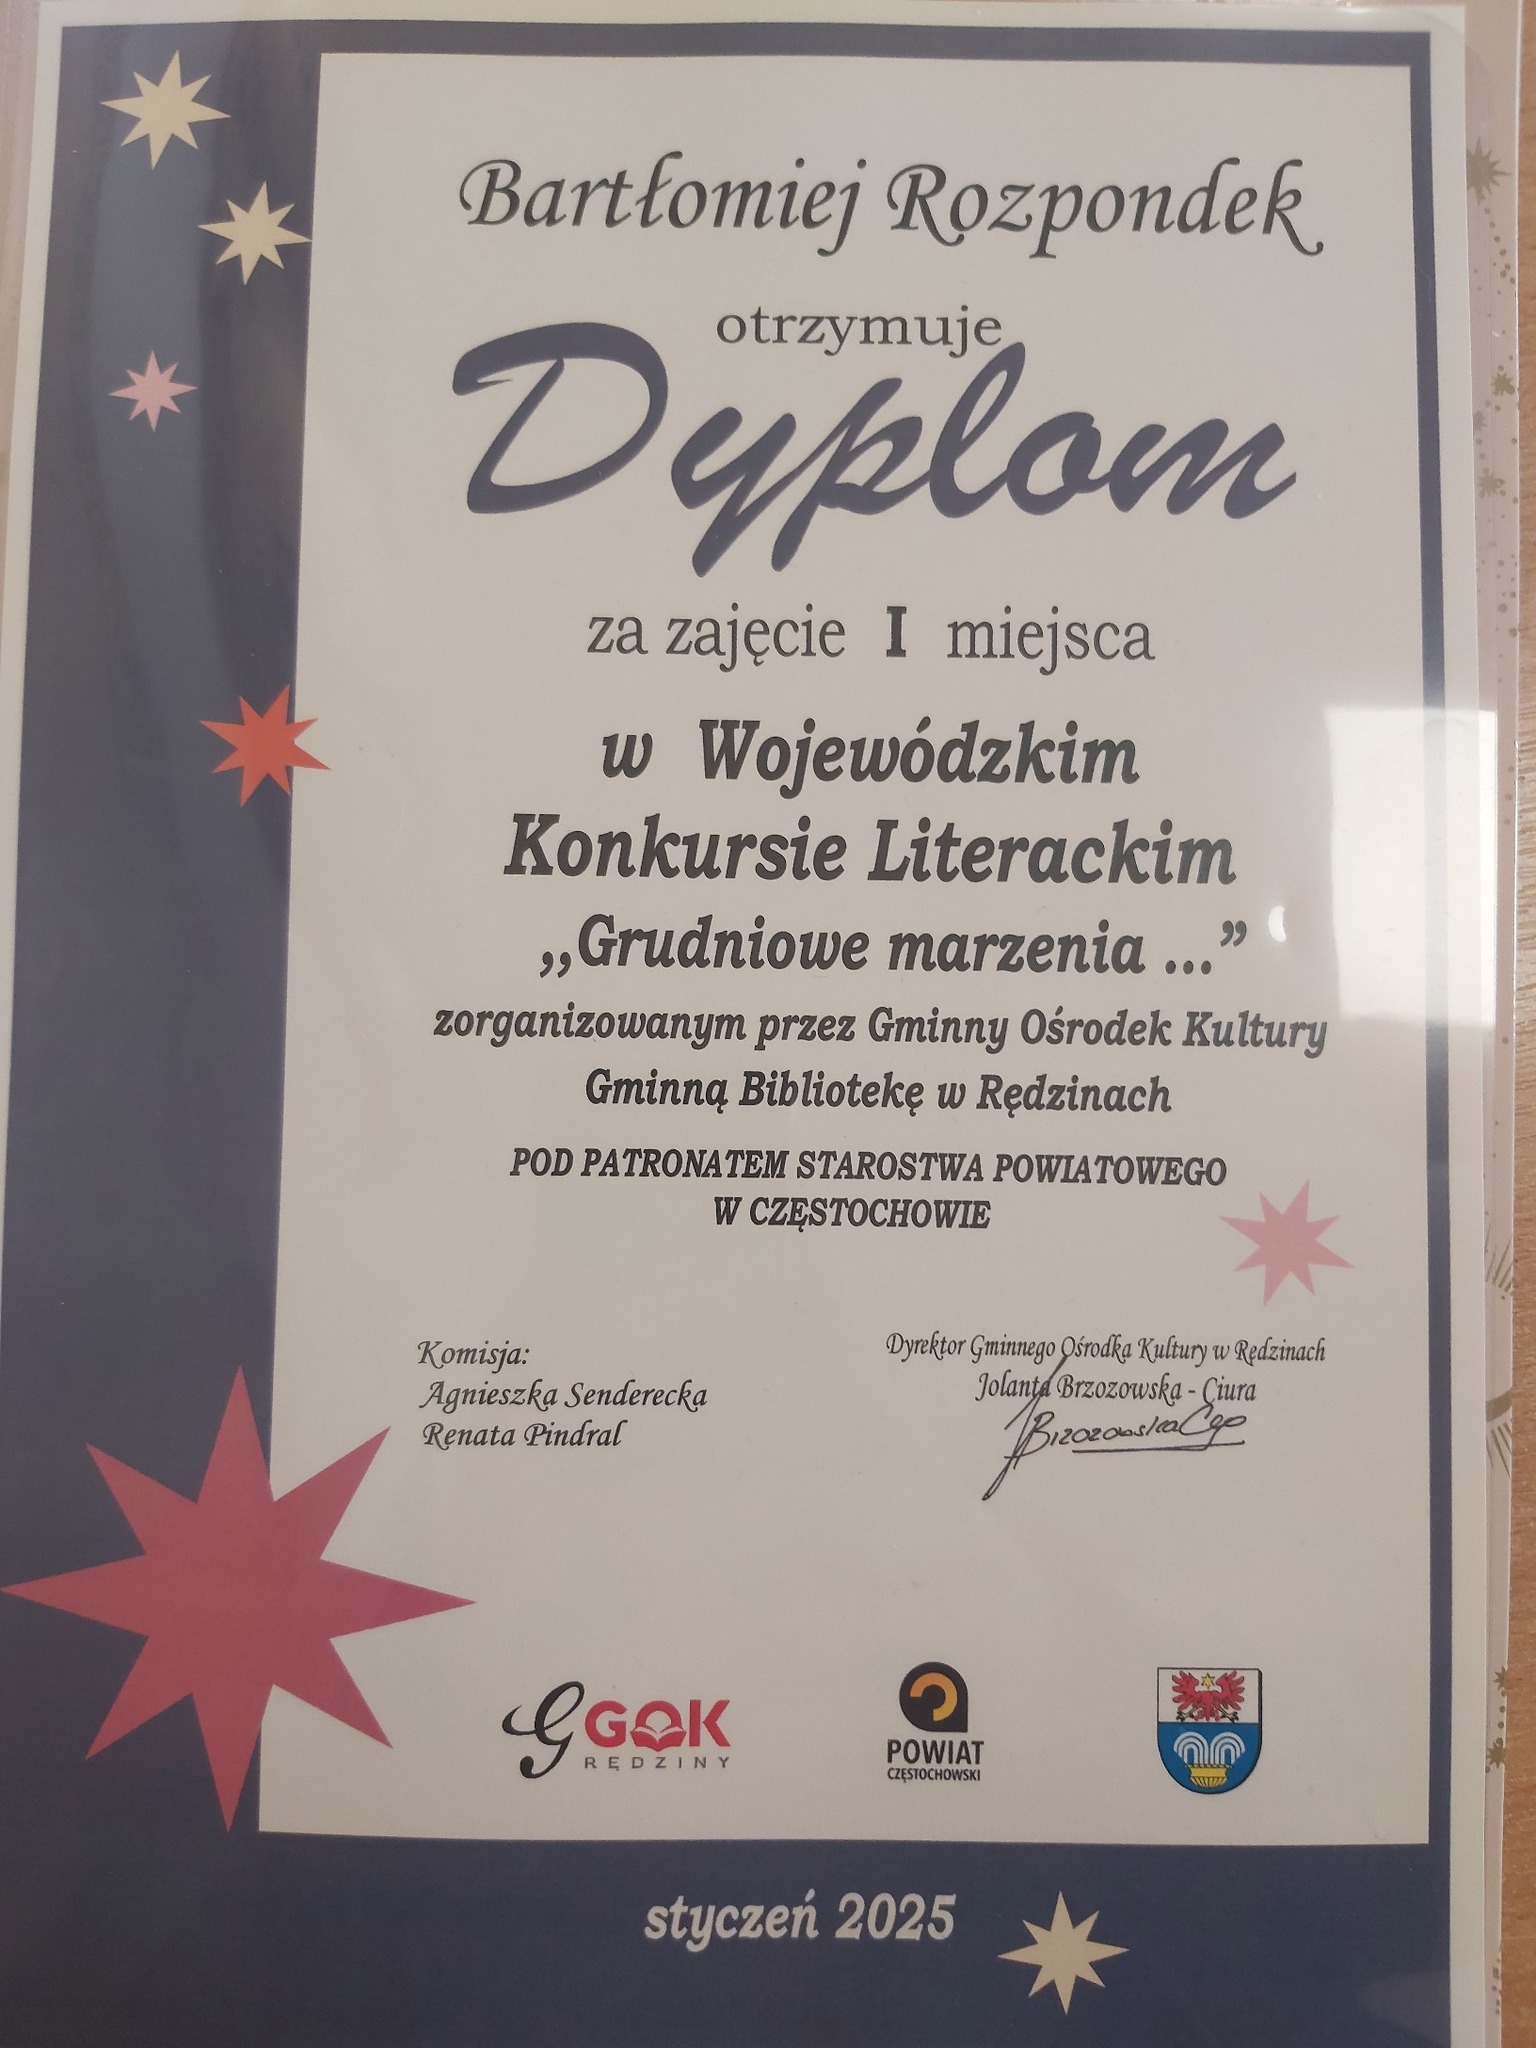 Bartłomiej Rozpondek
otrzymuje
Dyplom
za zajęcie I miejsca
w Wojewódzkim
Konkursie Literackim
,,Grudniowe marzenia ...”
zorganizowanym przez Gminny Ośrodek Kultury
Gminną Bibliotekę w Rędzinach
POD PATRONATEM STAROSTWA POWIATOWEGO
W CZĘSTOCHOWIE
Komisja:
Agnieszka Senderecka
Renata Pindral
Dyrektor Gminnego Ośrodka Kultury w Rędzinach
Jolanta Brzozowska - Ciura
GGOK
RĘDZINY
POWIAT
CZĘSTOCHOWSKI
styczeń 2025